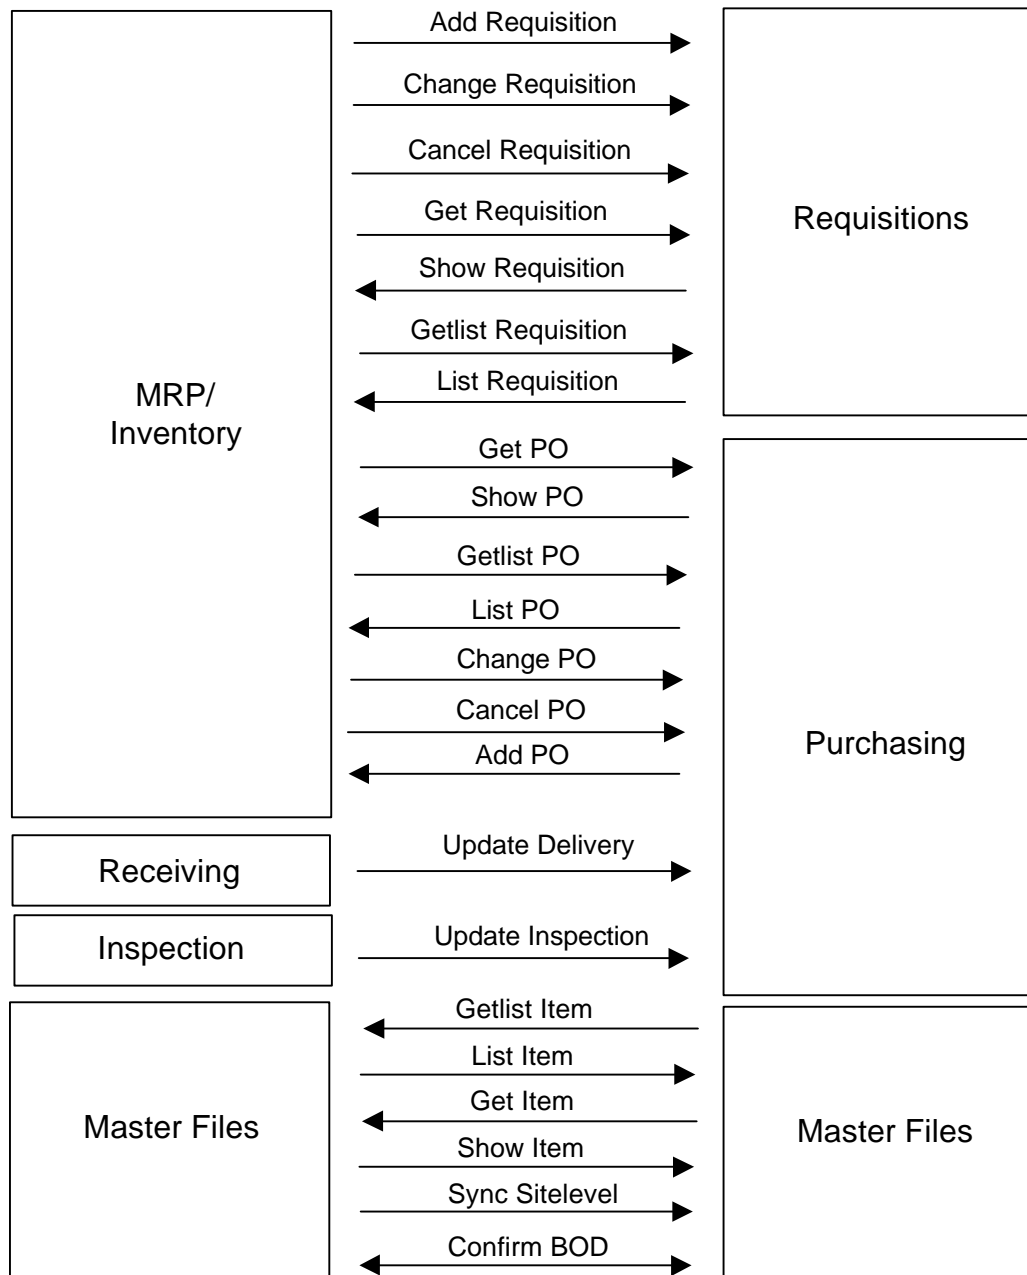 Add Requisition
Change Requisition
Cancel Requisition
Get Requisition
Show Requisition
Getlist Requisition
List Requisition
Requisitions
MRP/
Inventory
Get PO
Show PO
Getlist PO
List PO
Change PO
Cancel PO
Add PO
Purchasing
Receiving
Update Delivery
Inspection
Update Inspection
Master Files
Getlist Item
List Item
Get Item
Show Item
Sync Sitelevel
Confirm BOD
Master Files